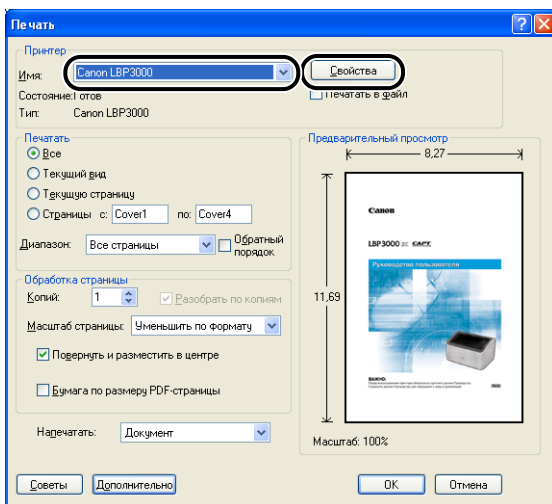 Печать
Принтер
Имя: Canon LBP3000 Свойства
Состояние: Готов Печатать в файл
Тип: Canon LBP3000
Печатать
Все
Текущий вид
Текущую страницу
Страницы с: Cover1 по: Cover4
Диапазон: Все страницы Обратный порядок
Обработка страницы
Копий: 1 Разобрать по копиям
Масштаб страницы: Уменьшить по формату
Повернуть и разместить в центре
Бумага по размеру PDF-страницы
Напечатать: Документ
Предварительный просмотр
8,27
11,69
Canon
LBP3000 CAPT
Руководство пользователя
ВАЖНО:
Масштаб: 100%
Советы Дополнительно OK Отмена